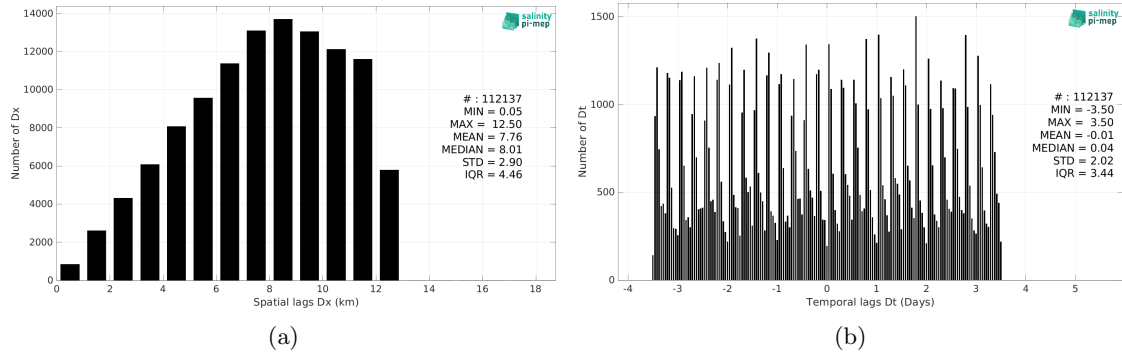 salinity
pi-mep
14000
12000
10000
8000
6000
4000
2000
0
Number of Dx
# : 112137
MIN = 0.05
MAX = 12.50
MEAN = 7.76
MEDIAN = 8.01
STD = 2.90
IQR = 4.46
0 2 4 6 8 10 12 14 16 18
Spatial lags Dx (km)
(a)
salinity
pi-mep
1500
1000
500
0
Number of Dt
# : 112137
MIN = -3.50
MAX = 3.50
MEAN = -0.01
MEDIAN = 0.04
STD = 2.02
IQR = 3.44
-4 -3 -2 -1 0 1 2 3 4 5
Temporal lags Dt (Days)
(b)